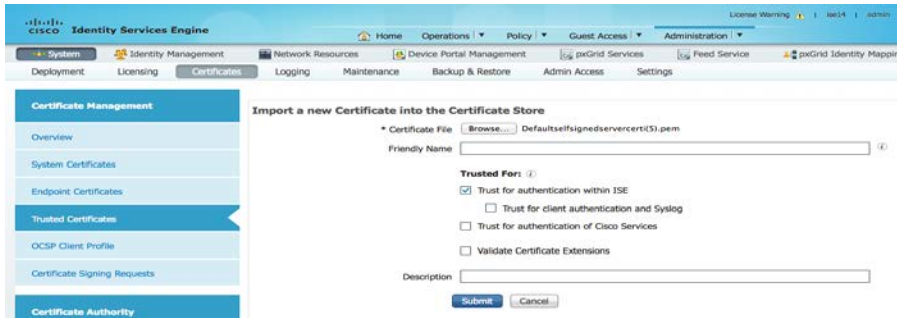 License Warning | ise14 | admin
CISCO Identity Services Engine
Home Operations Policy Guest Access Administration
System Identity Management Network Resources Device Portal Management pxGrid Services Feed Service pxGrid Identity Mappin
Deployment Licensing Certificates Logging Maintenance Backup & Restore Admin Access Settings
Certificate Management
Overview
System Certificates
Endpoint Certificates
Trusted Certificates
OCSP Client Profile
Certificate Signing Requests
Certificate Authority
Import a new Certificate into the Certificate Store
* Certificate File Browse... Defaultselfsignedservercerti(5).pem
Friendly Name
Trusted For:
Trust for authentication within ISE
Trust for client authentication and Syslog
Trust for authentication of Cisco Services
Validate Certificate Extensions
Description
Submit Cancel